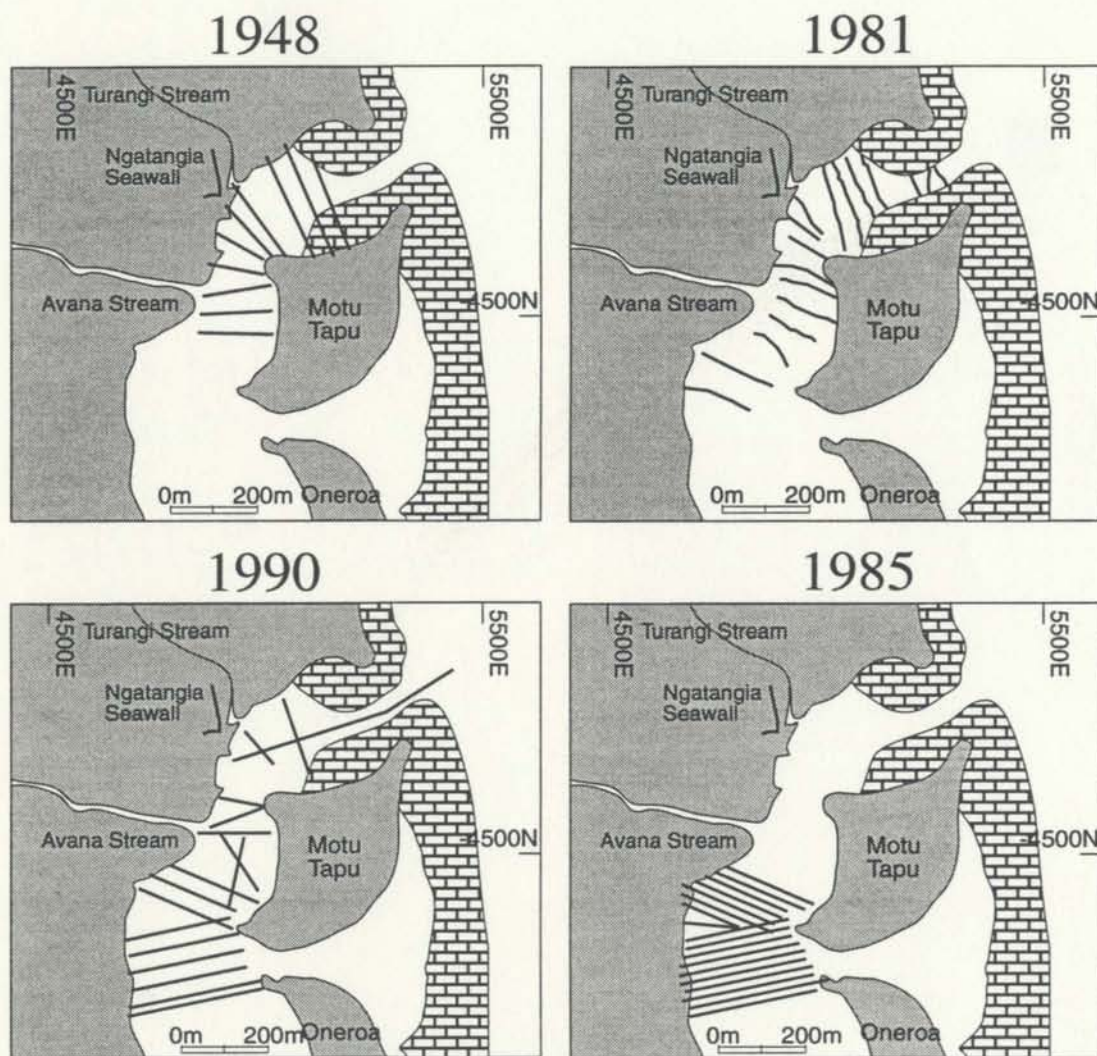 1948
4500E
5500E
Turangi Stream
Ngatangia
Seawall
Avana Stream
Motu
Tapu
4500N
0m
200m
Oneroa
1981
4500E
5500E
Turangi Stream
Ngatangia
Seawall
Avana Stream
Motu
Tapu
4500N
0m
200m
Oneroa
1990
4500E
5500E
Turangi Stream
Ngatangia
Seawall
Avana Stream
Motu
Tapu
4500N
0m
200m
Oneroa
1985
4500E
5500E
Turangi Stream
Ngatangia
Seawall
Avana Stream
Motu
Tapu
4500N
0m
200m
Oneroa